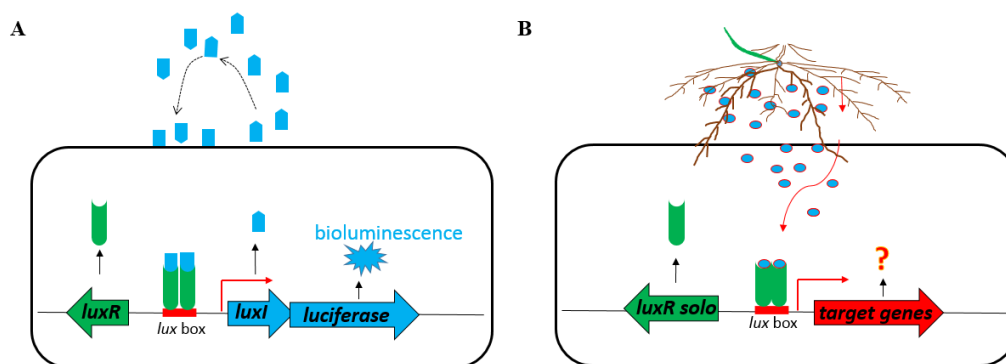 A
bioluminescence
luxR
lux box
luxI
luciferase
B
?
luxR solo
lux box
target genes